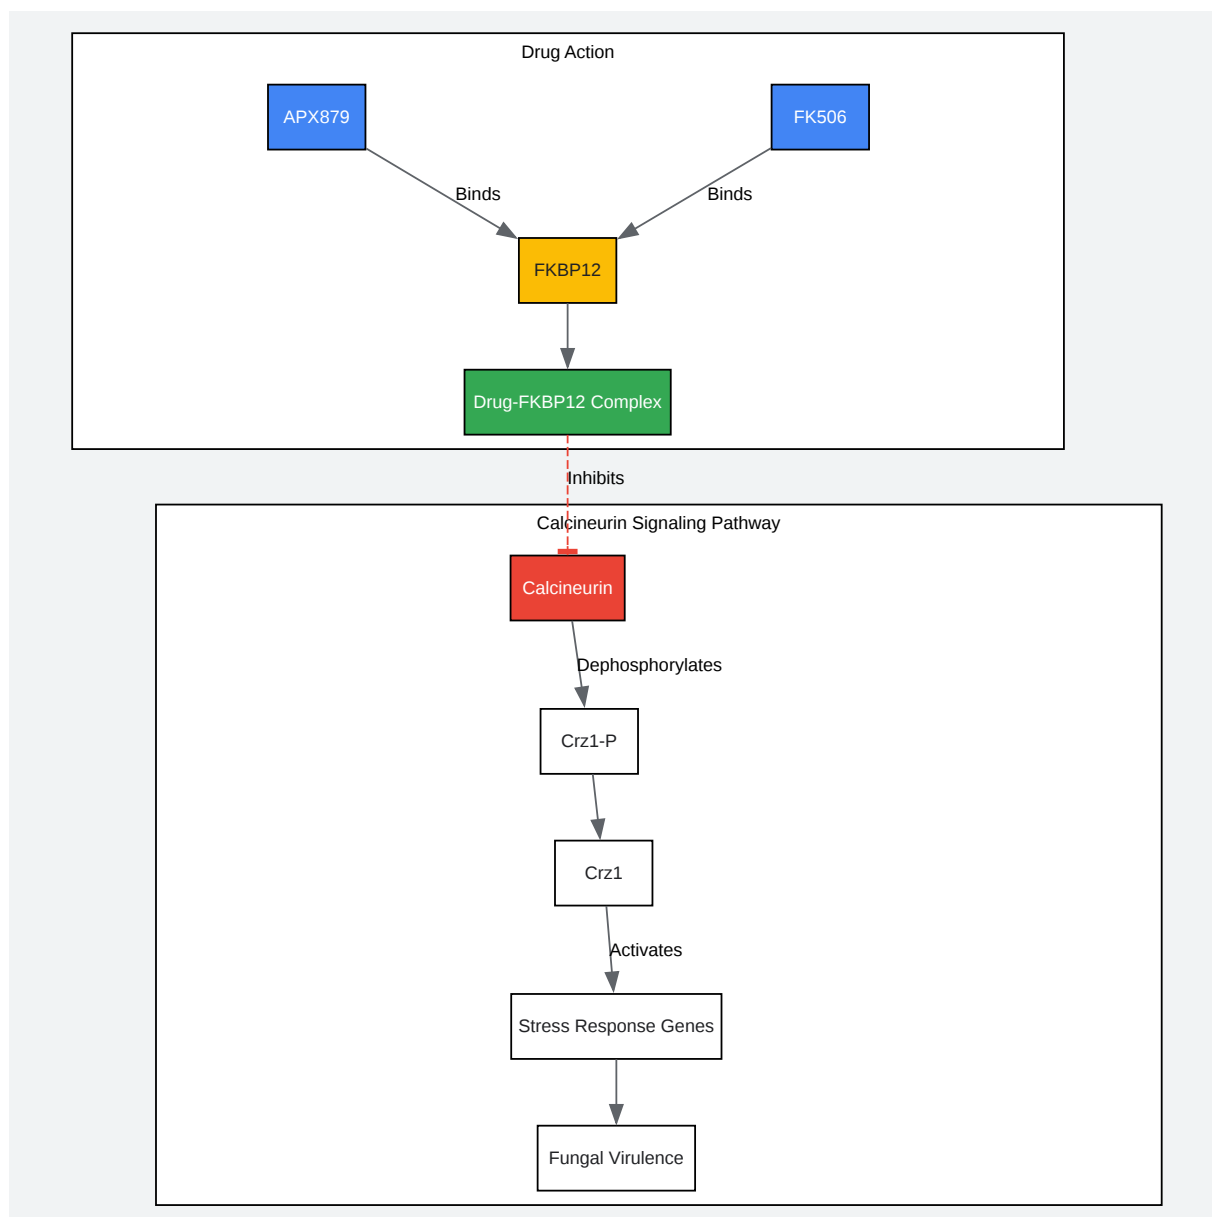 Drug Action
APX879
FK506
Binds
Binds
FKBP12
Drug-FKBP12 Complex
Inhibits
Calcineurin Signaling Pathway
Calcineurin
Dephosphorylates
Crz1-P
Crz1
Activates
Stress Response Genes
Fungal Virulence